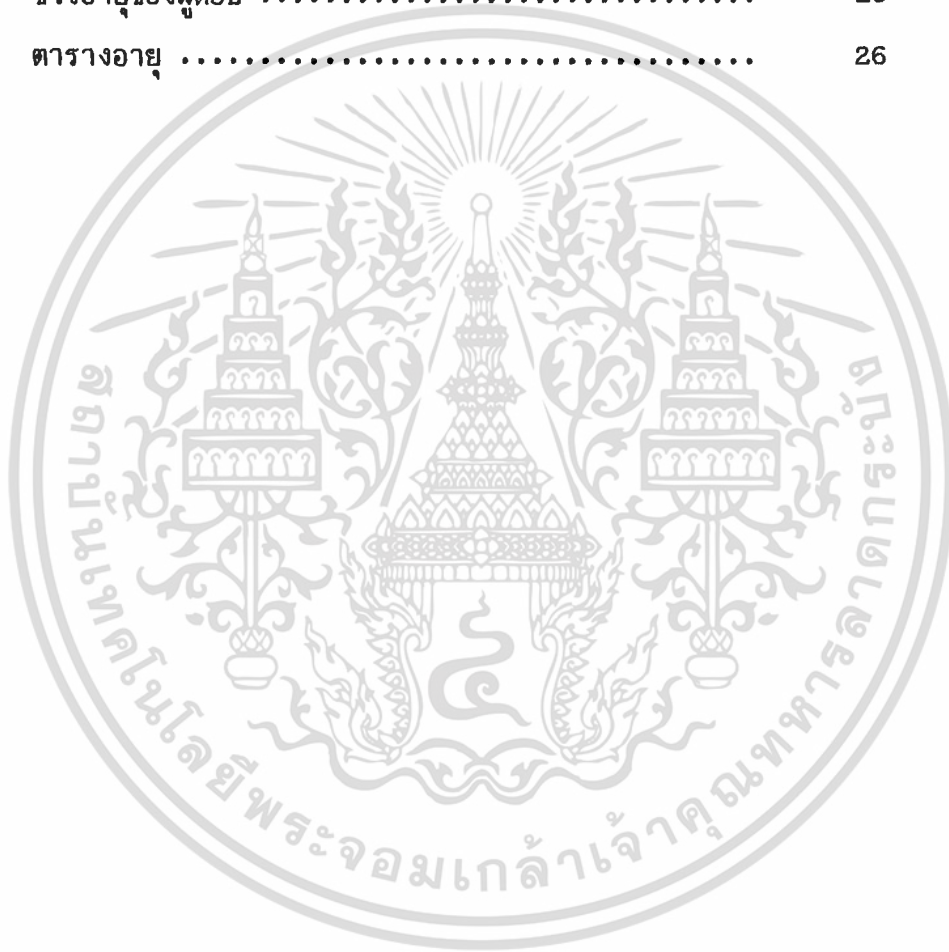 ตารางอายุ ........................................ 26
สถาบันเทคโนโลยีพระจอมเกล้าเจ้าคุณทหารลาดกระบัง
๔